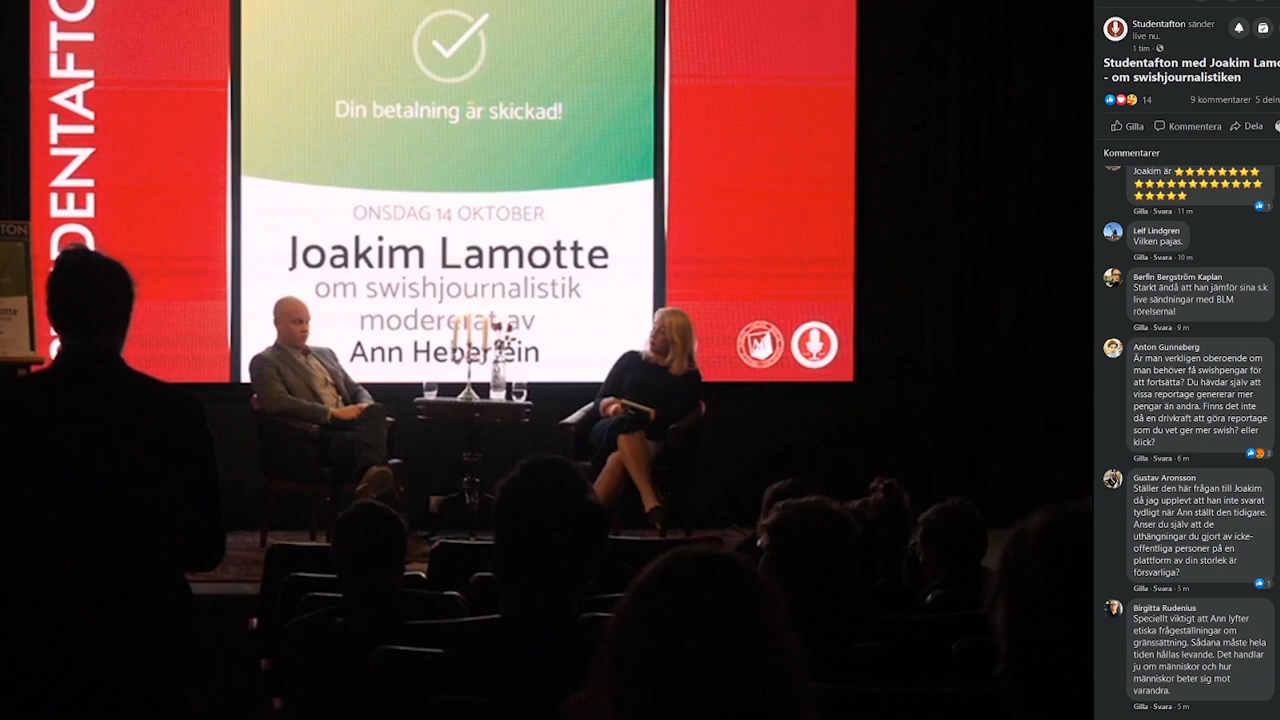 DENTAFTO
Din betalning är skickad!
ONSDAG 14 OKTOBER
Joakim Lamotte
om swishjournalistik
modererat av
Ann Heberlein
Studentafton sänder
live nu.
1 tim
Studentafton med Joakim Lamo
- om swishjournalistiken
14
9 kommentarer 5 deln
Gilla Kommentera Dela
Kommentarer
Joakim är ⭐⭐⭐⭐⭐⭐⭐⭐
⭐⭐⭐⭐⭐⭐⭐⭐⭐⭐⭐⭐
⭐⭐⭐⭐⭐
1
Gilla · Svara · 11 m
Leif Lindgren
Vilken pajas.
Gilla · Svara · 10 m
Berfin Bergström Kaplan
Starkt ändå att han jämför sina s.k
live sändningar med BLM
rörelserna!
Gilla · Svara · 9 m
Anton Gunneberg
Är man verkligen oberoende om
man behöver få swishpengar för
att fortsätta? Du hävdar själv att
vissa reportage genererar mer
pengar än andra. Finns det inte
då en drivkraft att göra reportage
som du vet ger mer swish? eller
klick?
3
Gilla · Svara · 6 m
Gustav Aronsson
Ställer den här frågan till Joakim
då jag upplevt att han inte svarat
tydligt när Ann ställt den tidigare.
Anser du själv att de
uthängningar du gjort av icke-
offentliga personer på en
plattform av din storlek är
försvarliga?
1
Gilla · Svara · 5 m
Birgitta Rudenius
Speciellt viktigt att Ann lyfter
etiska frågeställningar om
gränssättning. Sådana måste hela
tiden hållas levande. Det handlar
ju om människor och hur
människor beter sig mot
varandra.
Gilla · Svara · 5 m